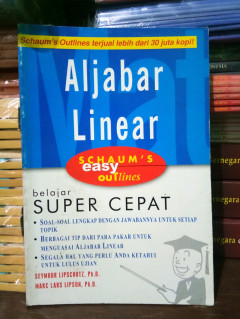 Schaum's Outlines terjual lebih dari 30 juta kopi!
Mat
Aljabar
Linear
SCHAUM'S
easy
OUTlines
belajar
SUPER CEPAT
• SOAL-SOAL LENGKAP DENGAN JAWABANNYA UNTUK SETIAP
TOPIK
• BERBAGAI TIP DARI PARA PAKAR UNTUK
MENGUASAI ALJABAR LINEAR
• SEGALA HAL YANG PERLU ANDA KETAHUI
UNTUK LULUS UJIAN
SEYMOUR LIPSCHUTZ, Ph.D.
MARC LARS LIPSON, Ph.D.